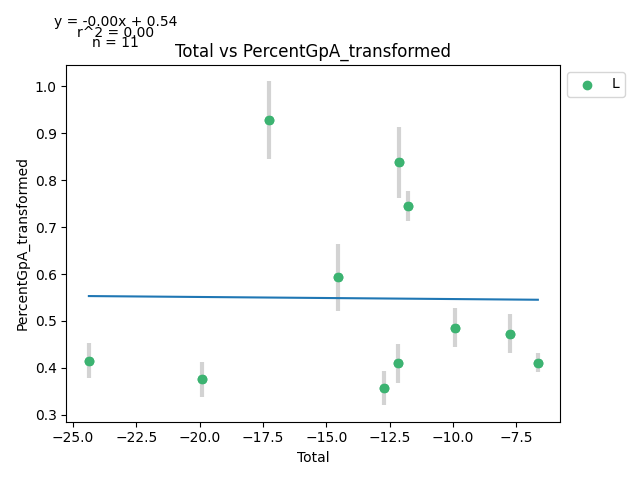 y = -0.00x + 0.54
r^2 = 0.00
n = 11
Total vs PercentGpA_transformed
L
PercentGpA_transformed
1.0
0.9
0.8
0.7
0.6
0.5
0.4
0.3
−25.0 −22.5 −20.0 −17.5 −15.0 −12.5 −10.0 −7.5
Total